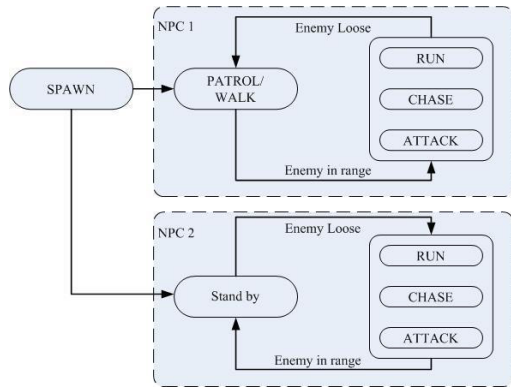 NPC 1
Enemy Loose
SPAWN
PATROL/
WALK
RUN
CHASE
ATTACK
Enemy in range
NPC 2
Enemy Loose
Stand by
RUN
CHASE
ATTACK
Enemy in range